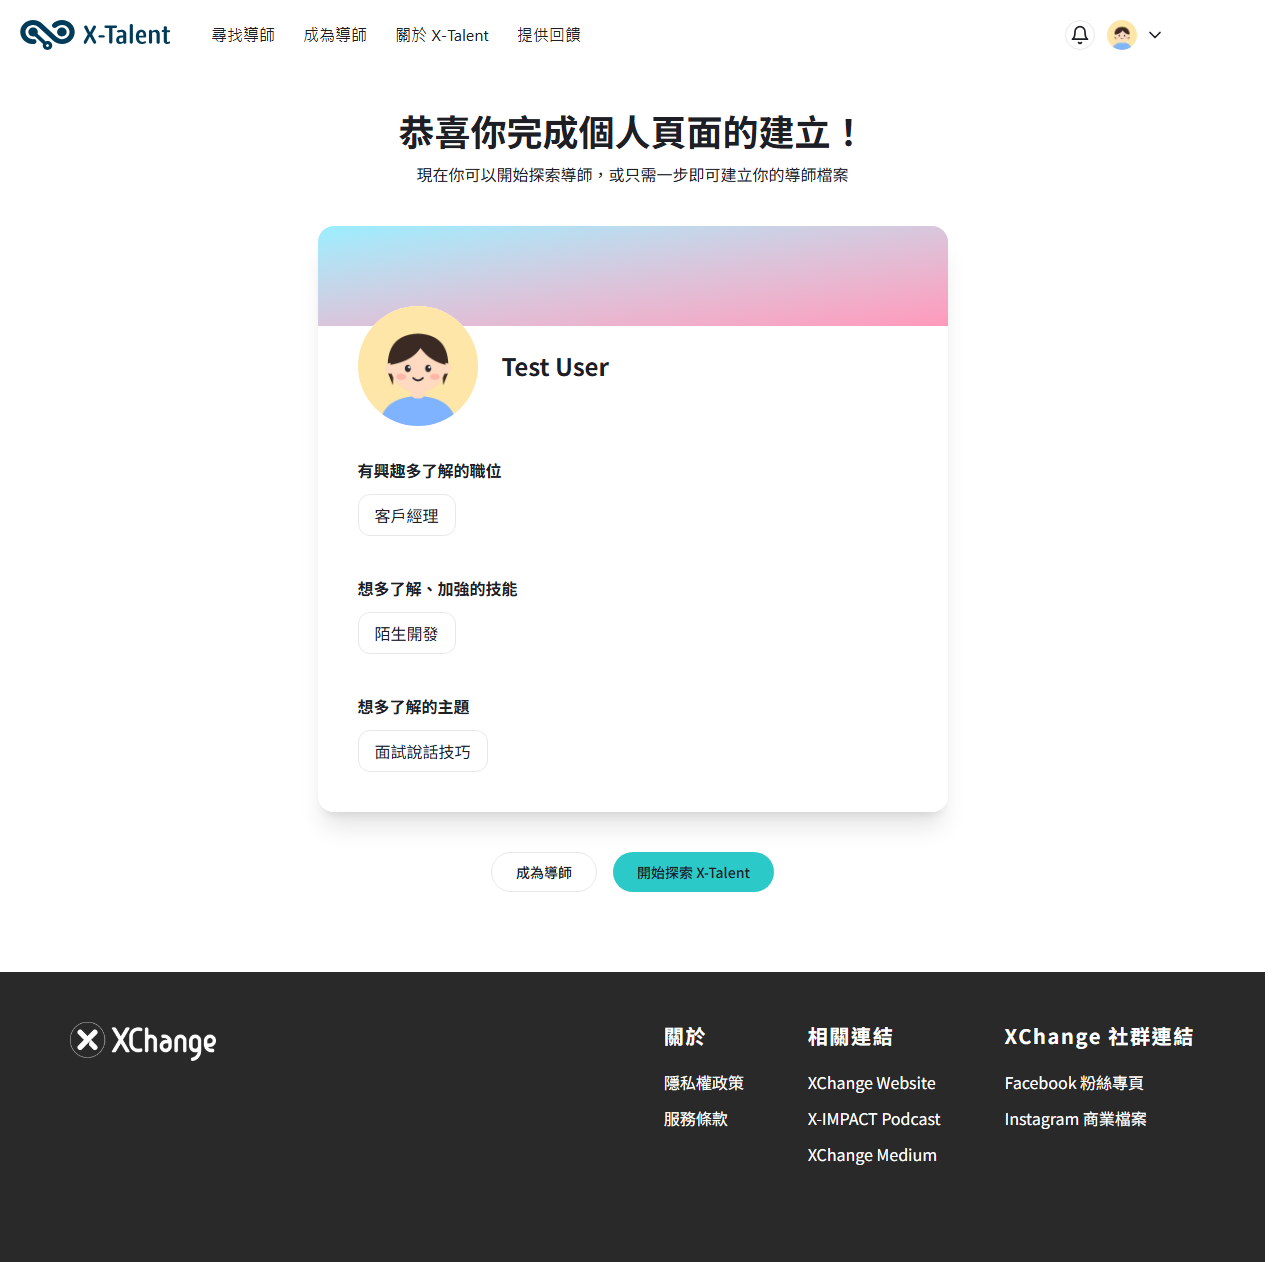 X-Talent
尋找導師
成為導師
關於 X-Talent
提供回饋
恭喜你完成個人頁面的建立！
現在你可以開始探索導師，或只需一步即可建立你的導師檔案
Test User
有興趣多了解的職位
客戶經理
想多了解、加強的技能
陌生開發
想多了解的主題
面試說話技巧
成為導師
開始探索 X-Talent
XChange
關於
隱私權政策
服務條款
相關連結
XChange Website
X-IMPACT Podcast
XChange Medium
XChange 社群連結
Facebook 粉絲專頁
Instagram 商業檔案